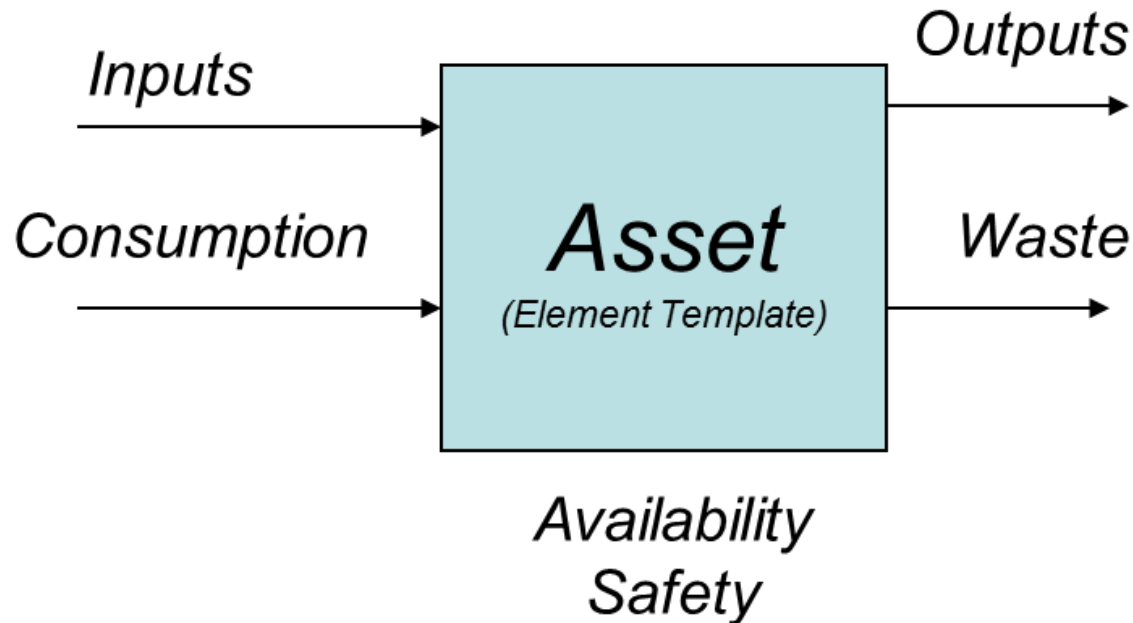 Inputs
Outputs
Consumption
Asset
(Element Template)
Waste
Availability
Safety